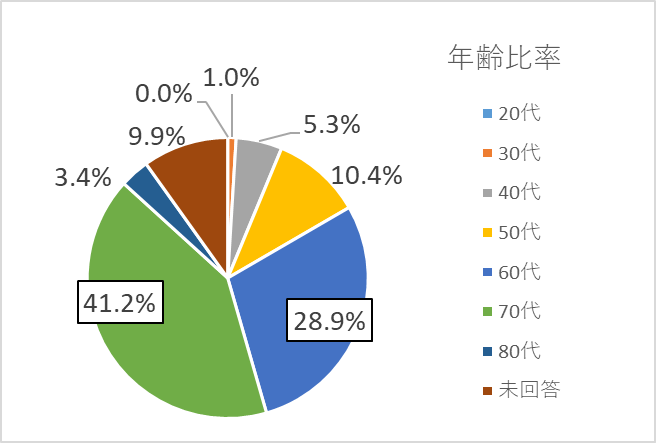 年齢比率
0.0%
1.0%
5.3%
10.4%
28.9%
41.2%
3.4%
9.9%
20代
30代
40代
50代
60代
70代
80代
未回答